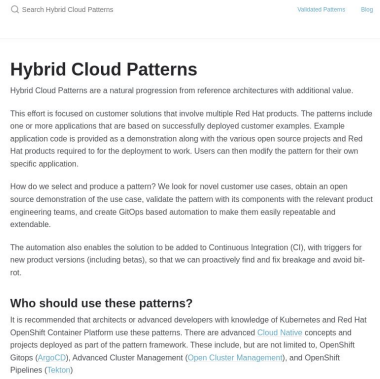 Search Hybrid Cloud Patterns
Validated Patterns
Blog
Hybrid Cloud Patterns
Hybrid Cloud Patterns are a natural progression from reference architectures with additional value.
This effort is focused on customer solutions that involve multiple Red Hat products. The patterns include
one or more applications that are based on successfully deployed customer examples. Example
application code is provided as a demonstration along with the various open source projects and Red
Hat products required to for the deployment to work. Users can then modify the pattern for their own
specific application.
How do we select and produce a pattern? We look for novel customer use cases, obtain an open
source demonstration of the use case, validate the pattern with its components with the relevant product
engineering teams, and create GitOps based automation to make them easily repeatable and
extendable.
The automation also enables the solution to be added to Continuous Integration (CI), with triggers for
new product versions (including betas), so that we can proactively find and fix breakage and avoid bit-
rot.
Who should use these patterns?
It is recommended that architects or advanced developers with knowledge of Kubernetes and Red Hat
OpenShift Container Platform use these patterns. There are advanced Cloud Native concepts and
projects deployed as part of the pattern framework. These include, but are not limited to, OpenShift
Gitops (ArgoCD), Advanced Cluster Management (Open Cluster Management), and OpenShift
Pipelines (Tekton)